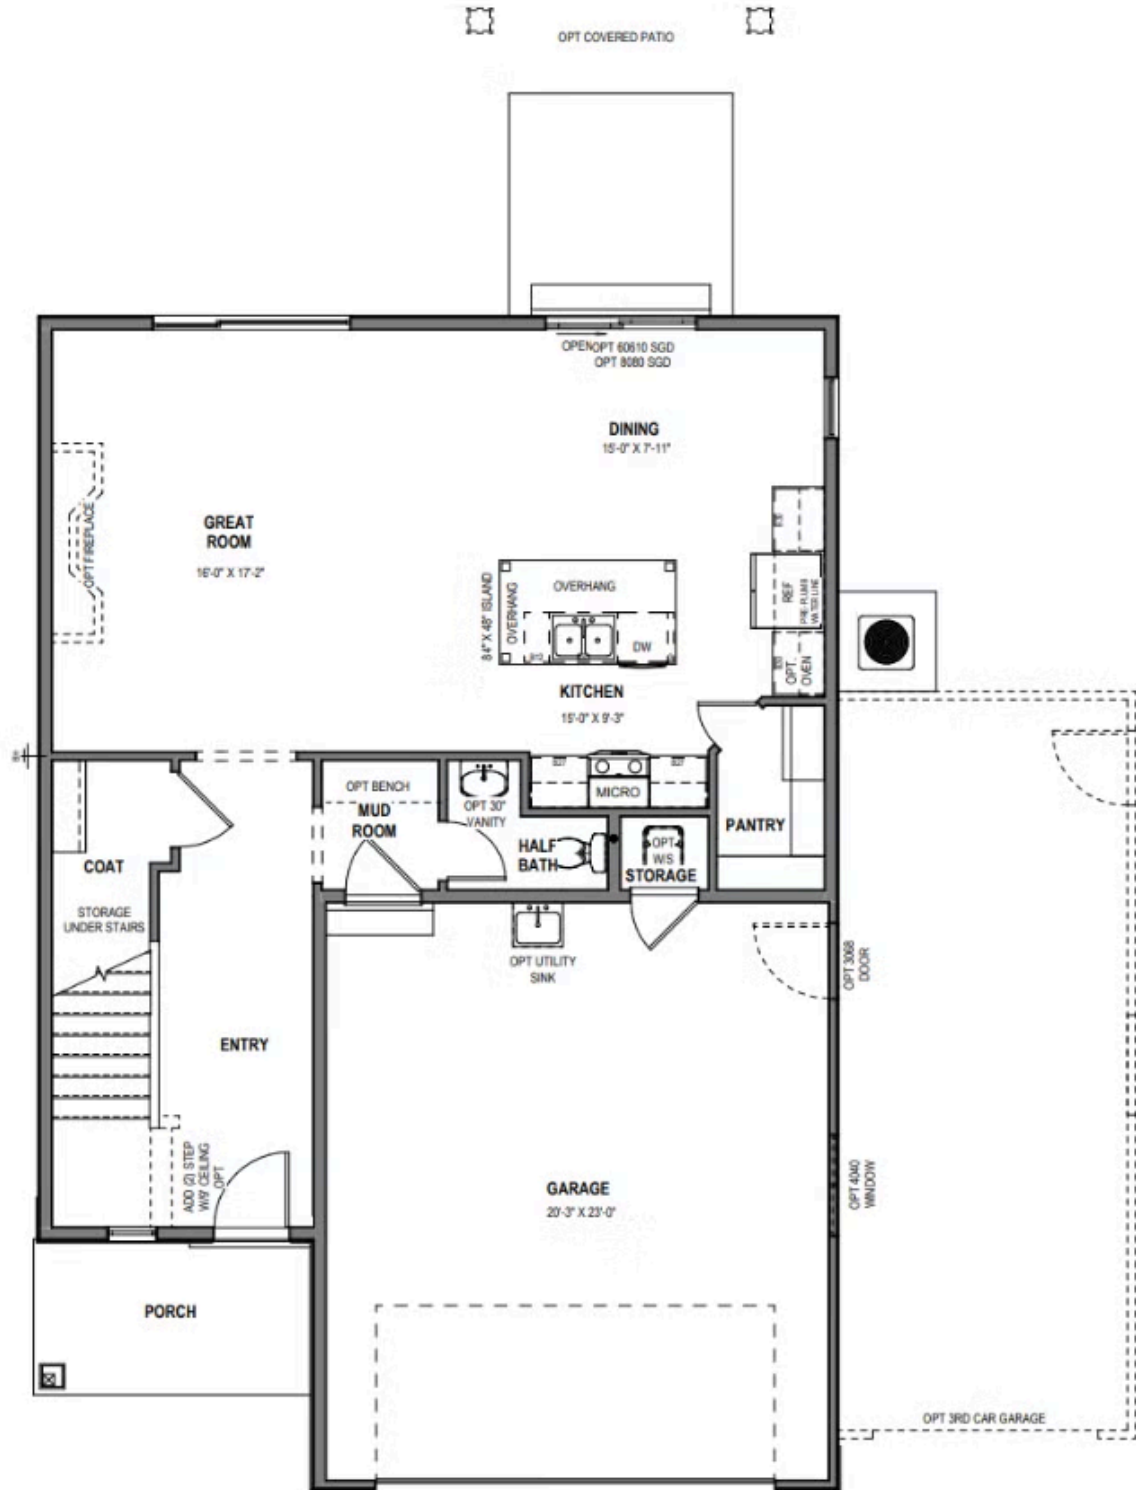 OPT COVERED PATIO
OPEN
OPT 60610 SGD
OPT 8080 SGD
DINING
15'-0" X 7'-11"
GREAT
ROOM
16'-0" X 17'-2"
OPT FIREPLACE
84" X 48" ISLAND
OVERHANG
OVERHANG
DW
REF
PRE-PLUMB
WATER LINE
OPT.
OVEN
KITCHEN
15'-0" X 9'-3"
B27
B27
MICRO
OPT BENCH
MUD
ROOM
OPT 30"
VANITY
HALF
BATH
OPT
W/S
STORAGE
PANTRY
COAT
STORAGE
UNDER STAIRS
OPT UTILITY
SINK
OPT 3068
DOOR
ENTRY
ADD (2) STEP
W/9' CEILING
OPT
GARAGE
20'-3" X 23'-0"
OPT 4040
WINDOW
PORCH
OPT 3RD CAR GARAGE